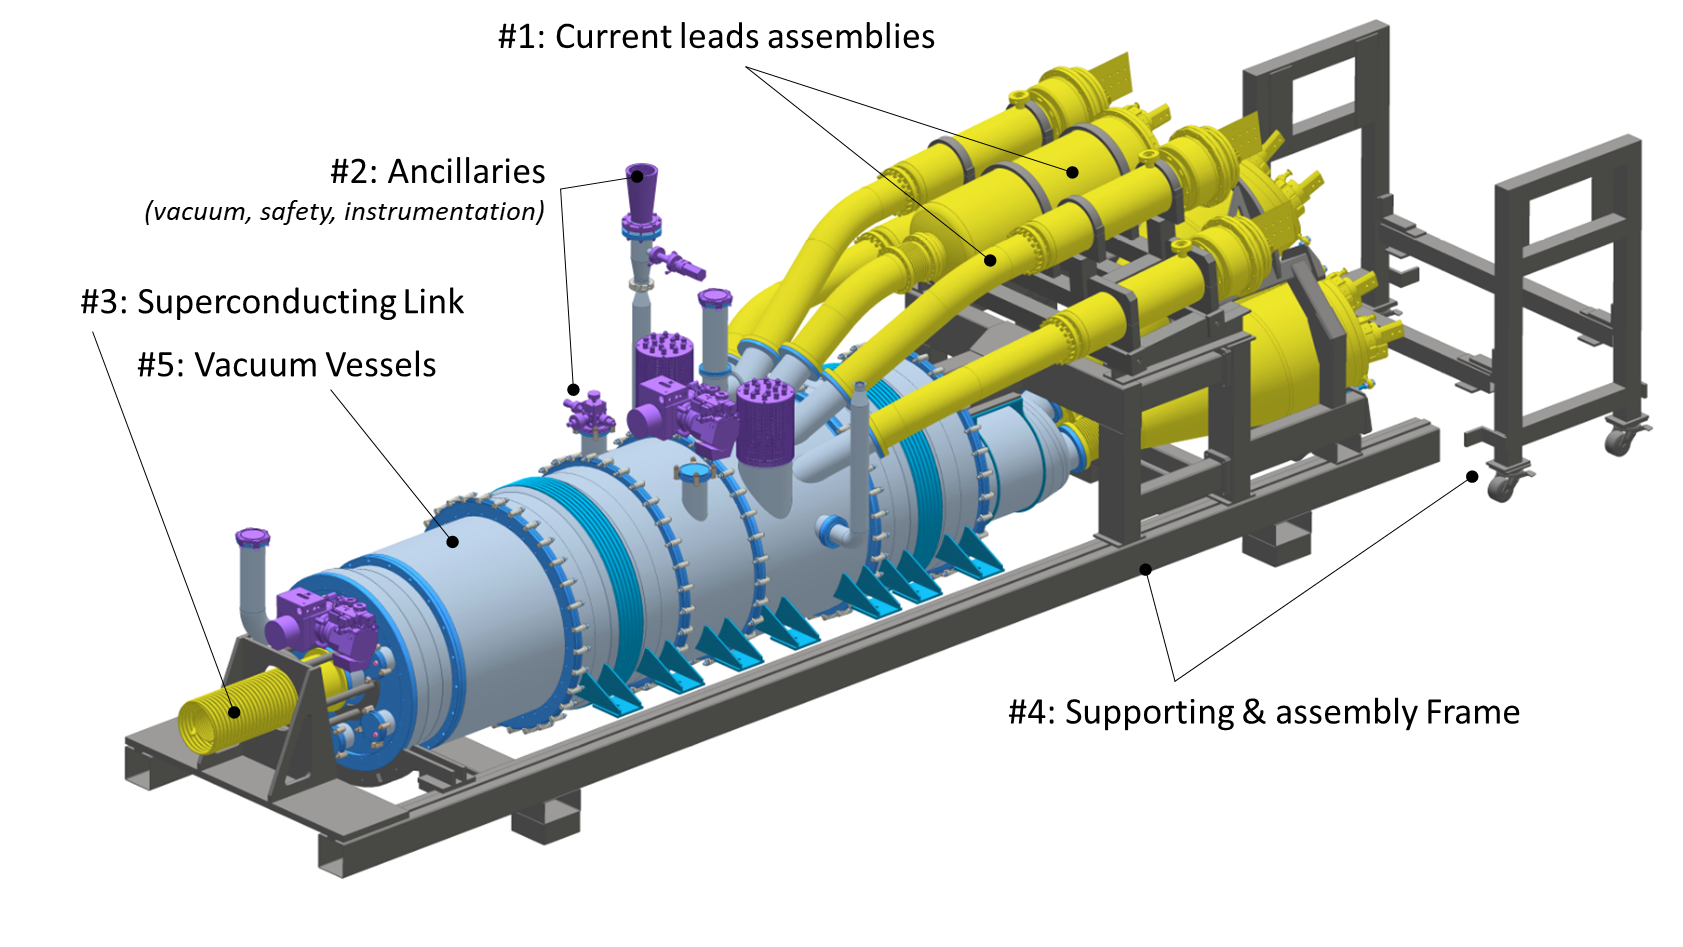 #1: Current leads assemblies
#2: Ancillaries
(vacuum, safety, instrumentation)
#3: Superconducting Link
#5: Vacuum Vessels
#4: Supporting & assembly Frame